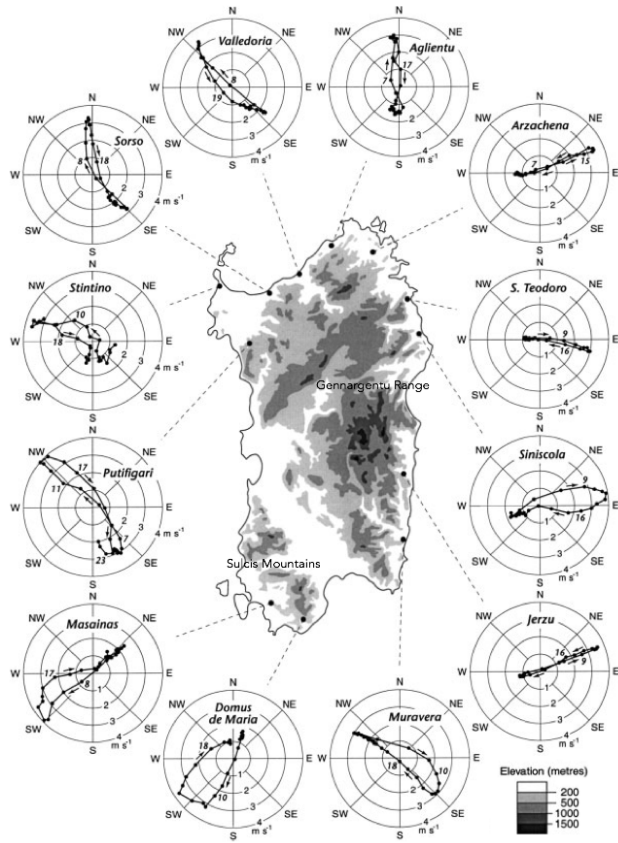 N
NW
Valledoria
NE
8
W
E
19
2
3
4 m s-1
SW
SE
S
N
NW
Aglientu
NE
17
7
W
E
2
3
4 m s-1
SW
SE
S
N
NW
Sorso
NE
8
18
W
E
2
3
4 m s-1
SW
SE
S
N
NW
Arzachena
NE
7
15
W
E
1
2
3
4 m s-1
SW
SE
S
N
NW
Stintino
NE
10
18
W
E
2
3
4 m s-1
SW
SE
S
N
NW
S. Teodoro
NE
9
16
W
E
1
2
3
4 m s-1
SW
SE
S
N
NW
Putifigari
NE
17
11
W
E
2
3
4 m s-1
7
23
SW
SE
S
N
NW
Siniscola
NE
9
16
W
E
1
2
3
4 m s-1
SW
SE
S
N
NW
Masainas
NE
17
8
W
E
1
2
3
4 m s-1
SW
SE
S
N
NW
Jerzu
NE
16
9
W
E
1
2
3
4 m s-1
SW
SE
S
N
NW
Domus
de Maria
NE
18
10
W
E
1
2
3
4 m s-1
SW
SE
S
N
NW
Muravera
NE
18
10
W
E
1
2
3
4 m s-1
SW
SE
S
Gennargentu Range
Sulcis Mountains
Elevation (metres)
200
500
1000
1500